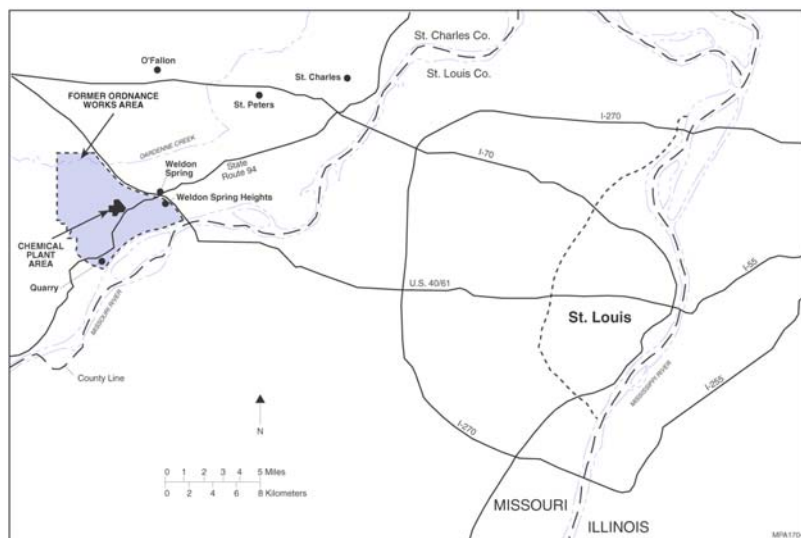 St. Charles Co.
St. Louis Co.
O'Fallon
St. Charles
St. Peters
FORMER ORDNANCE
WORKS AREA
DARDENNE CREEK
I-270
I-70
State
Route 94
Weldon
Spring
Weldon Spring Heights
CHEMICAL
PLANT
AREA
Quarry
MISSOURI RIVER
U.S. 40/61
I-55
St. Louis
County Line
MISSISSIPPI RIVER
I-255
N
I-270
0 1 2 3 4 5 Miles
0 2 4 6 8 Kilometers
MISSOURI
ILLINOIS